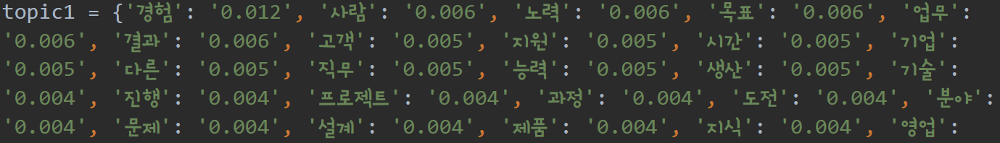 topic1 = {'경험': '0.012', '사람': '0.006', '노력': '0.006', '목표': '0.006', '업무':
'0.006', '결과': '0.006', '고객': '0.005', '지원': '0.005', '시간': '0.005', '기업':
'0.005', '다른': '0.005', '직무': '0.005', '능력': '0.005', '생산': '0.005', '기술':
'0.004', '진행': '0.004', '프로젝트': '0.004', '과정': '0.004', '도전': '0.004', '분야':
'0.004', '문제': '0.004', '설계': '0.004', '제품': '0.004', '지식': '0.004', '영업':